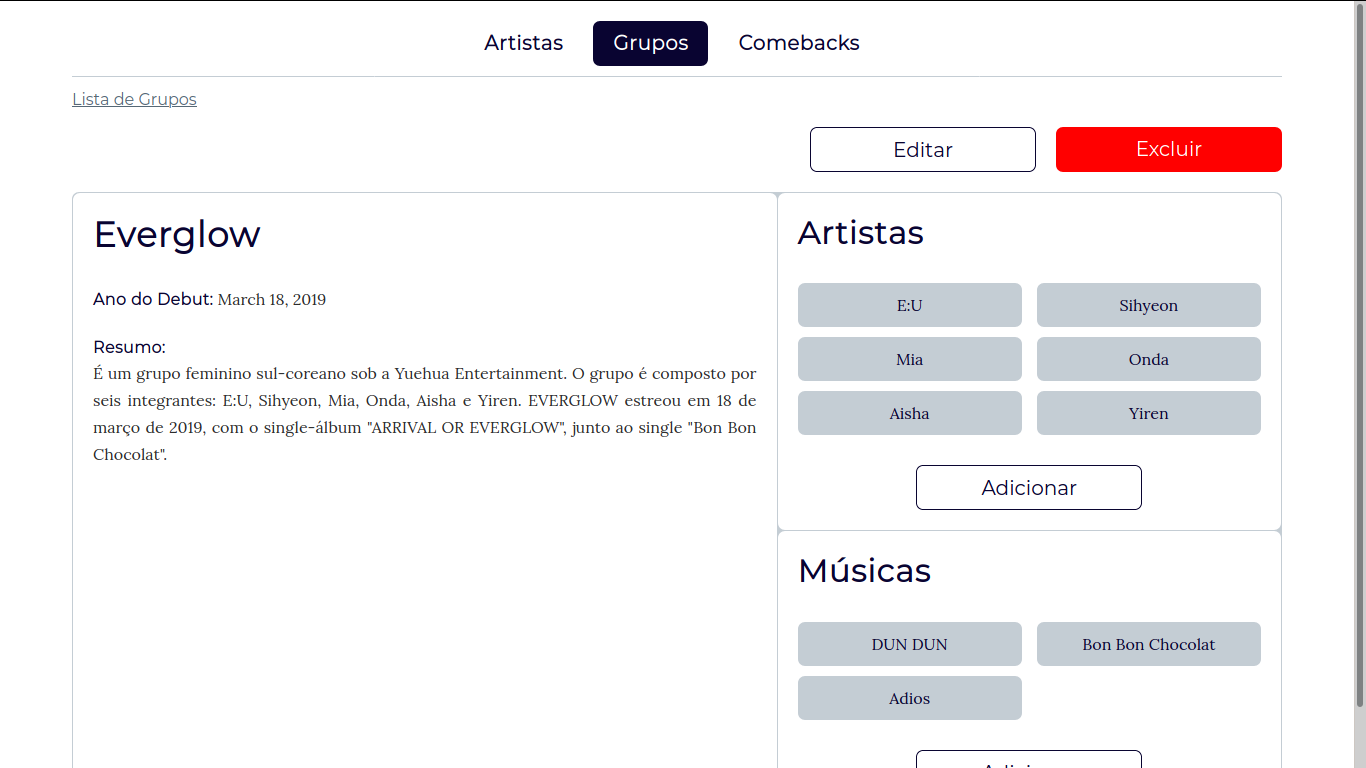 Artistas Grupos Comebacks
Lista de Grupos
Editar Excluir
Everglow
Ano do Debut: March 18, 2019
Resumo:
É um grupo feminino sul-coreano sob a Yuehua Entertainment. O grupo é composto por
seis integrantes: E:U, Sihyeon, Mia, Onda, Aisha e Yiren. EVERGLOW estreou em 18 de
março de 2019, com o single-álbum "ARRIVAL OR EVERGLOW", junto ao single "Bon Bon
Chocolat".
Artistas
E:U Sihyeon
Mia Onda
Aisha Yiren
Adicionar
Músicas
DUN DUN Bon Bon Chocolat
Adios